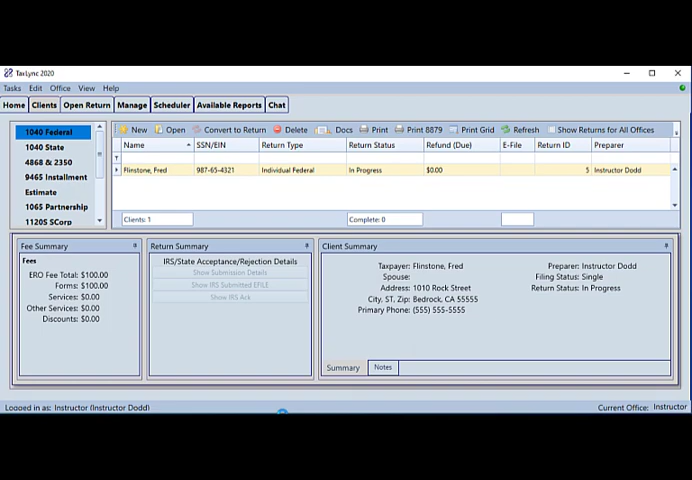 TaxLync 2020
Tasks Edit Office View Help
Home Clients Open Return Manage Scheduler Available Reports Chat
1040 Federal
1040 State
4868 & 2350
9465 Installment
Estimate
1065 Partnership
1120S SCorp
New Open Convert to Return Delete Docs Print Print 8879 Print Grid Refresh Show Returns for All Offices
Name SSN/EIN Return Type Return Status Refund (Due) E-File Return ID Preparer
Flinstone, Fred 987-65-4321 Individual Federal In Progress $0.00 5 Instructor Dodd
Clients: 1 Complete: 0
Fee Summary
Fees
ERO Fee Total: $100.00
Forms: $100.00
Services: $0.00
Other Services: $0.00
Discounts: $0.00
Return Summary
IRS/State Acceptance/Rejection Details
Show Submission Details
Show IRS Submitted EFILE
Show IRS Ack
Client Summary
Taxpayer: Flinstone, Fred
Spouse:
Address: 1010 Rock Street
City, ST, Zip: Bedrock, CA 55555
Primary Phone: (555) 555-5555
Preparer: Instructor Dodd
Filing Status: Single
Return Status: In Progress
Summary Notes
Logged in as: Instructor (Instructor Dodd) Current Office: Instructor